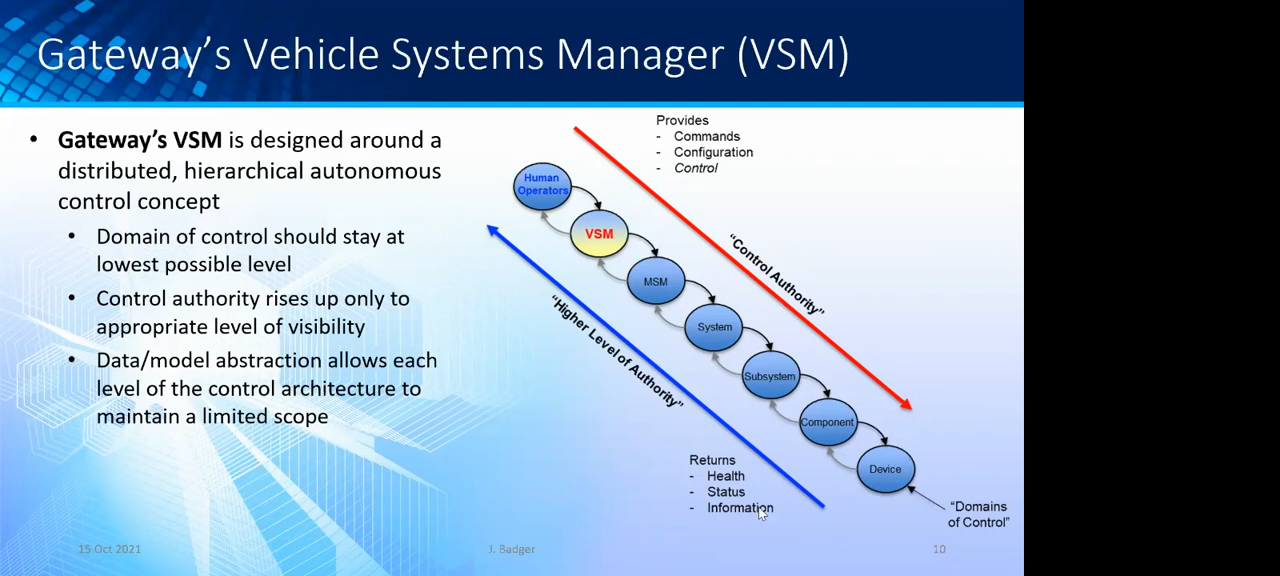 Gateway’s Vehicle Systems Manager (VSM)
• Gateway’s VSM is designed around a
distributed, hierarchical autonomous
control concept
• Domain of control should stay at
lowest possible level
• Control authority rises up only to
appropriate level of visibility
• Data/model abstraction allows each
level of the control architecture to
maintain a limited scope
Provides
- Commands
- Configuration
- Control
Human
Operators
VSM
MSM
System
Subsystem
Component
Device
“Control Authority”
“Higher Level of Authority”
Returns
- Health
- Status
- Information
“Domains
of Control”
15 Oct 2021
J. Badger
10